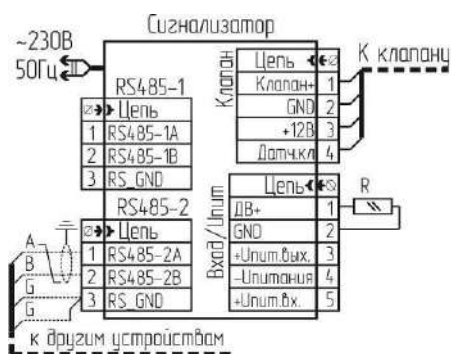 Сигнализатор
~230В
50Гц
RS485-1
Цепь
1 RS485-1A
2 RS485-1B
3 RS_GND
RS485-2
Цепь
1 RS485-2A
2 RS485-2B
3 RS_GND
A
B
G
G
к другим устройствам
Клапан
Цепь
Клапан+ 1
GND 2
+12В 3
Датч.кл 4
К клапану
Вход/Uпит
Цепь
ДВ+ 1
GND 2
+Uпит.вых. 3
-Uпитания 4
+Uпит.вх. 5
R